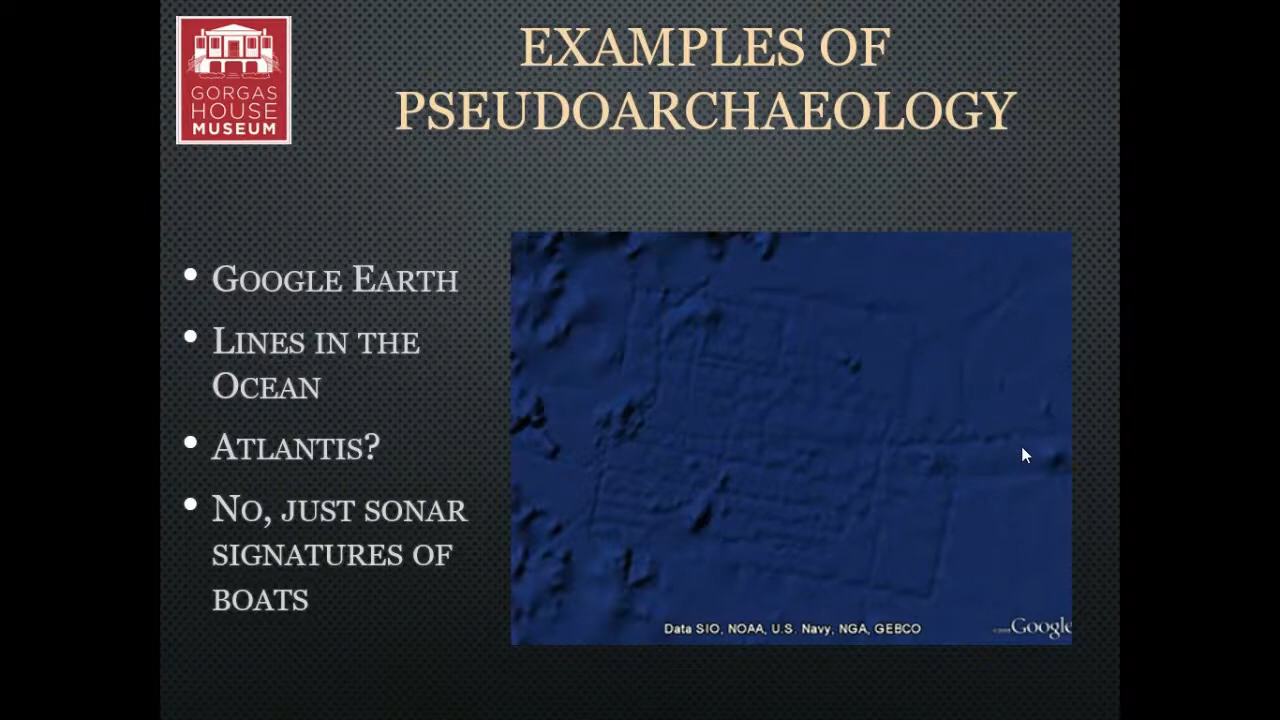 GORGAS
HOUSE
MUSEUM
EXAMPLES OF
PSEUDOARCHAEOLOGY
• GOOGLE EARTH
• LINES IN THE
OCEAN
• ATLANTIS?
• NO, JUST SONAR
SIGNATURES OF
BOATS
Data SIO, NOAA, U.S. Navy, NGA, GEBCO
Google